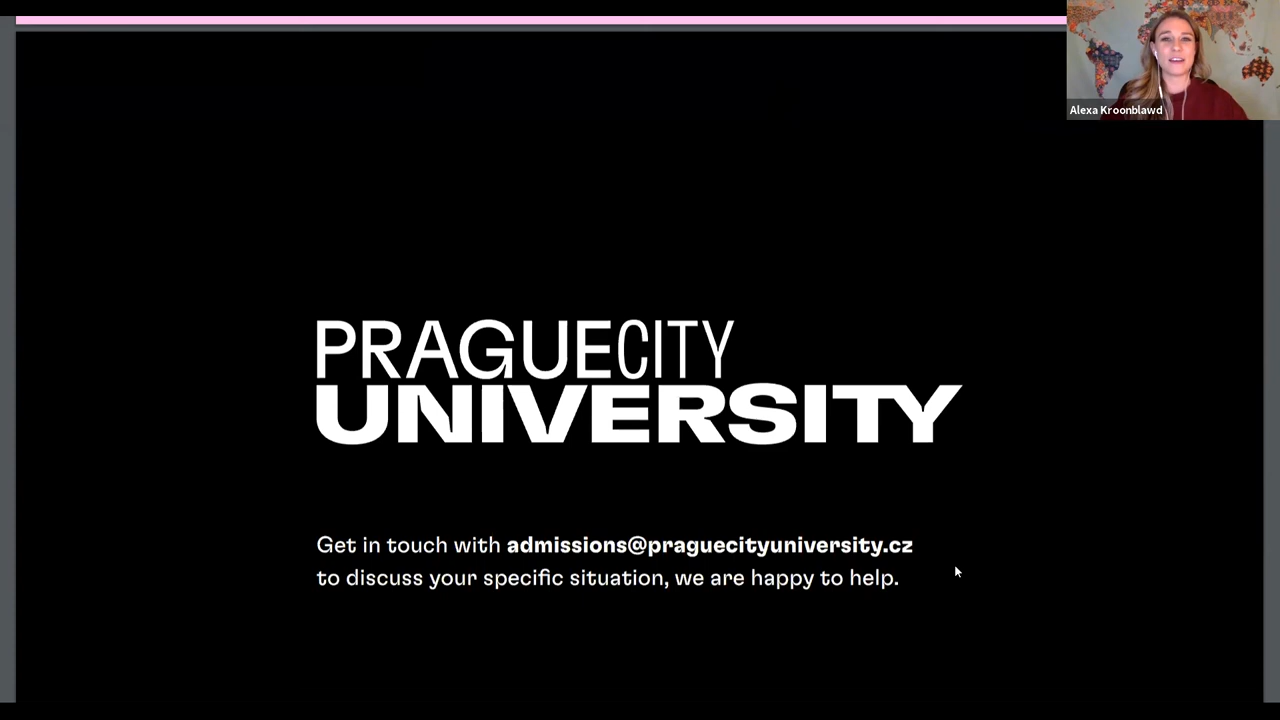 Alexa Kroonblawd
PRAGUECITY
UNIVERSITY
Get in touch with admissions@praguecityuniversity.cz
to discuss your specific situation, we are happy to help.